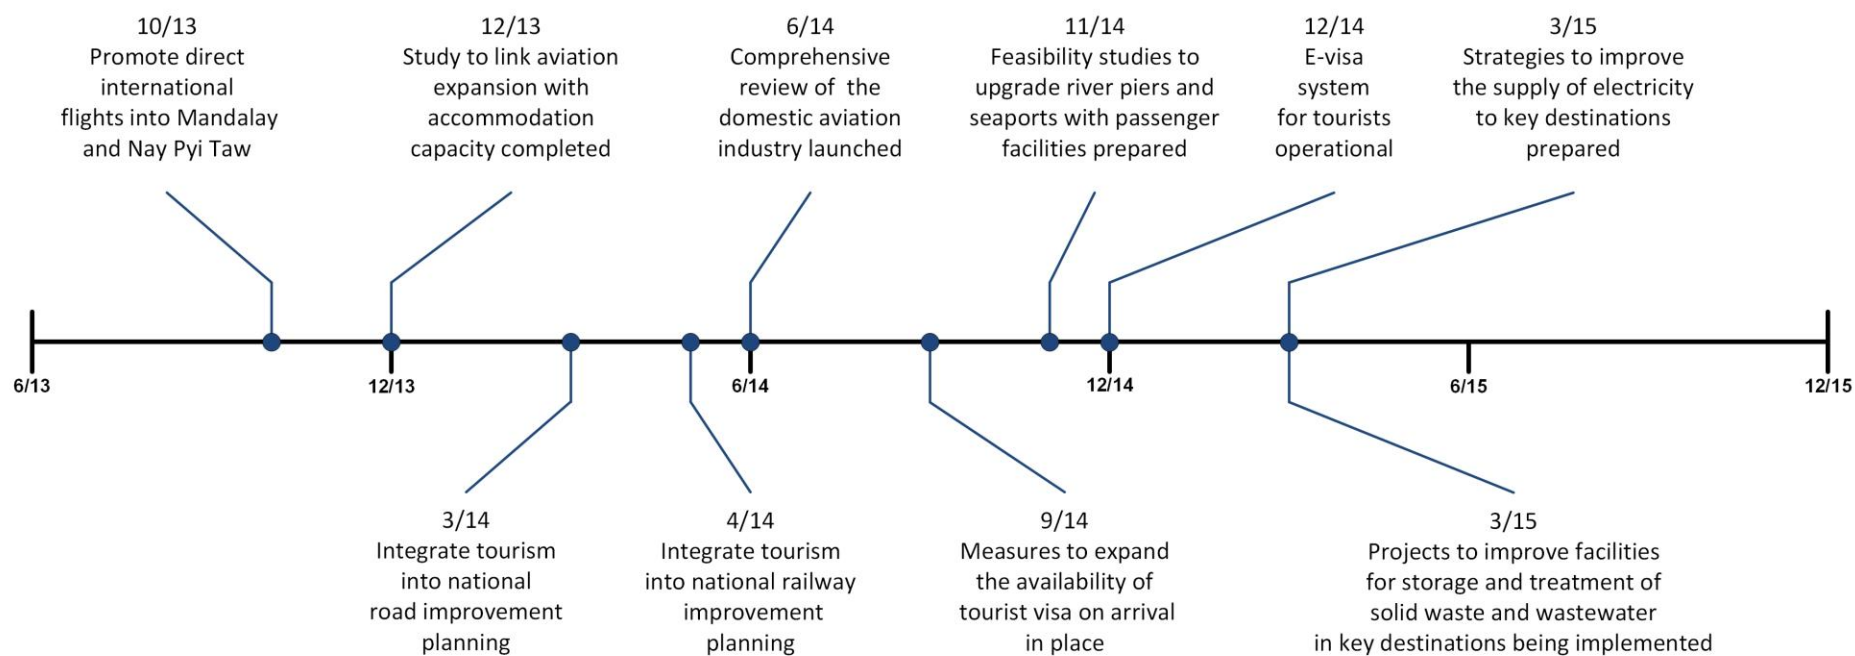 10/13
Promote direct
international
flights into Mandalay
and Nay Pyi Taw
12/13
Study to link aviation
expansion with
accommodation
capacity completed
6/14
Comprehensive
review of the
domestic aviation
industry launched
11/14
Feasibility studies to
upgrade river piers and
seaports with passenger
facilities prepared
12/14
E-visa
system
for tourists
operational
3/15
Strategies to improve
the supply of electricity
to key destinations
prepared
6/13
12/13
6/14
12/14
6/15
12/15
3/14
Integrate tourism
into national
road improvement
planning
4/14
Integrate tourism
into national railway
improvement
planning
9/14
Measures to expand
the availability of
tourist visa on arrival
in place
3/15
Projects to improve facilities
for storage and treatment of
solid waste and wastewater
in key destinations being implemented